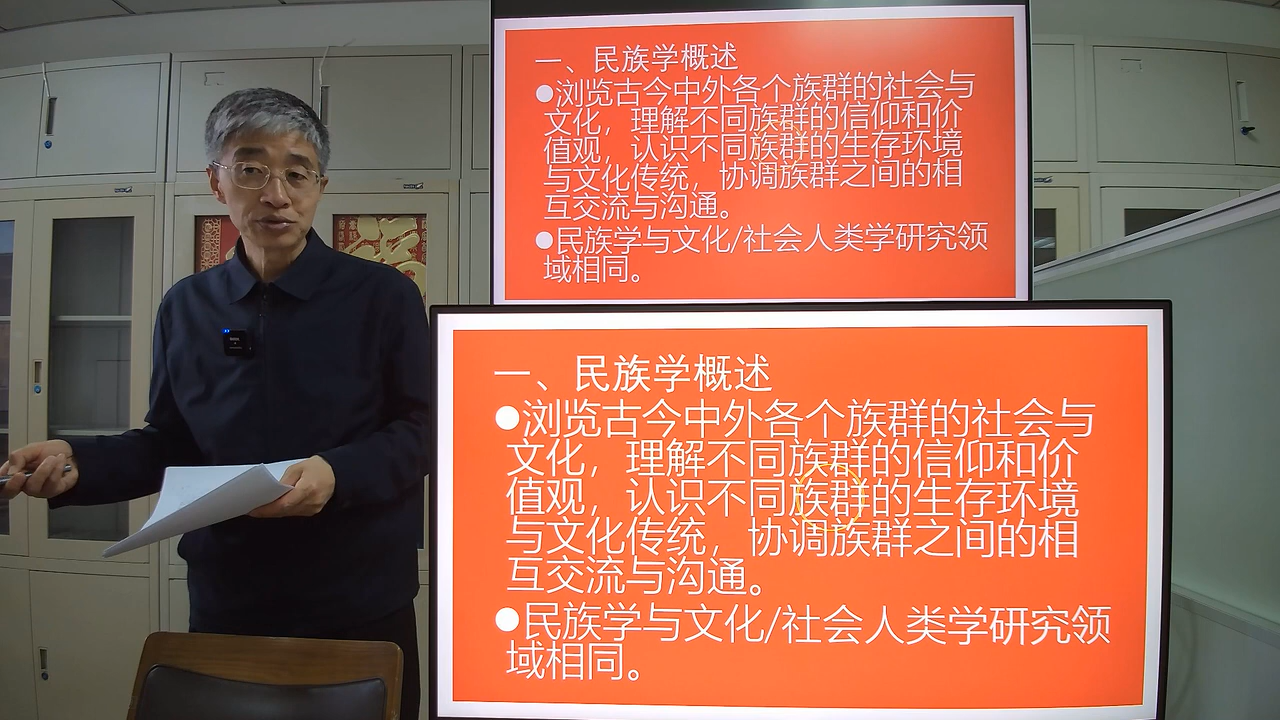 一、民族学概述
●浏览古今中外各个族群的社会与
文化，理解不同族群的信仰和价
值观，认识不同族群的生存环境
与文化传统，协调族群之间的相
互交流与沟通。
●民族学与文化/社会人类学研究领
域相同。
一、民族学概述
●浏览古今中外各个族群的社会与
文化，理解不同族群的信仰和价
值观，认识不同族群的生存环境
与文化传统，协调族群之间的相
互交流与沟通。
●民族学与文化/社会人类学研究领
域相同。